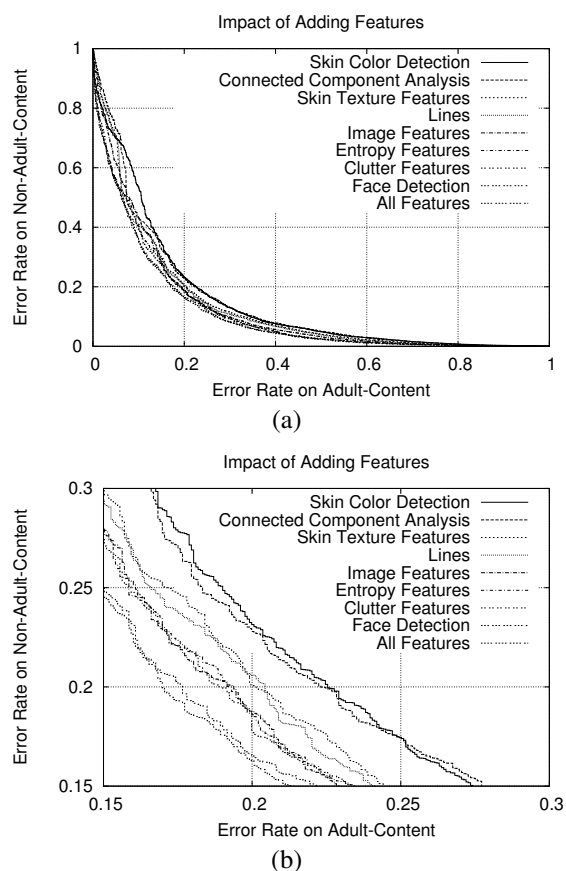 Impact of Adding Features
1
0.8
0.6
0.4
0.2
0
0 0.2 0.4 0.6 0.8 1
Error Rate on Non-Adult-Content
Error Rate on Adult-Content
Skin Color Detection
Connected Component Analysis
Skin Texture Features
Lines
Image Features
Entropy Features
Clutter Features
Face Detection
All Features
(a)
Impact of Adding Features
0.3
0.25
0.2
0.15
0.15 0.2 0.25 0.3
Error Rate on Non-Adult-Content
Error Rate on Adult-Content
Skin Color Detection
Connected Component Analysis
Skin Texture Features
Lines
Image Features
Entropy Features
Clutter Features
Face Detection
All Features
(b)